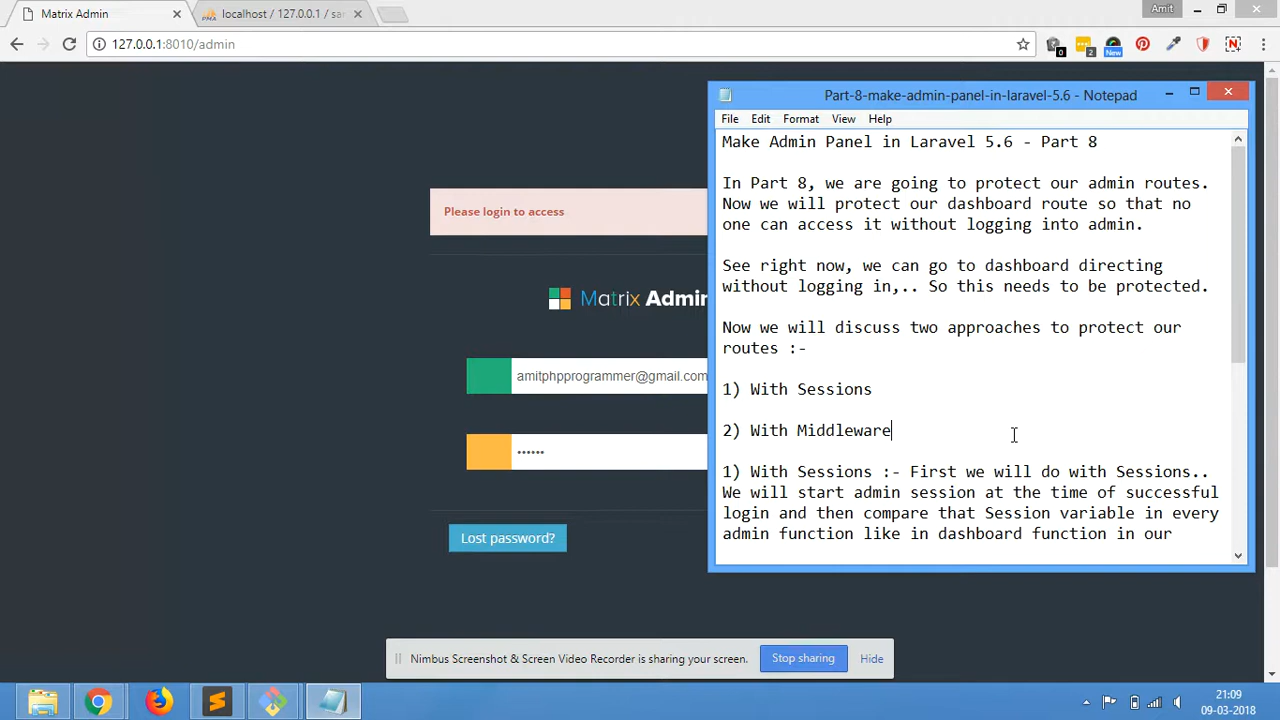 Matrix Admin
localhost / 127.0.0.1 / sa
Amit
127.0.0.1:8010/admin
0
2
New
Part-8-make-admin-panel-in-laravel-5.6 - Notepad
File Edit Format View Help
Make Admin Panel in Laravel 5.6 - Part 8
In Part 8, we are going to protect our admin routes.
Now we will protect our dashboard route so that no
one can access it without logging into admin.
See right now, we can go to dashboard directing
without logging in,.. So this needs to be protected.
Now we will discuss two approaches to protect our
routes :-
1) With Sessions
2) With Middleware
1) With Sessions :- First we will do with Sessions..
We will start admin session at the time of successful
login and then compare that Session variable in every
admin function like in dashboard function in our
Please login to access
Matrix Admin
amitphpprogrammer@gmail.com
••••••
Lost password?
Nimbus Screenshot & Screen Video Recorder is sharing your screen.
Stop sharing
Hide
21:09
09-03-2018